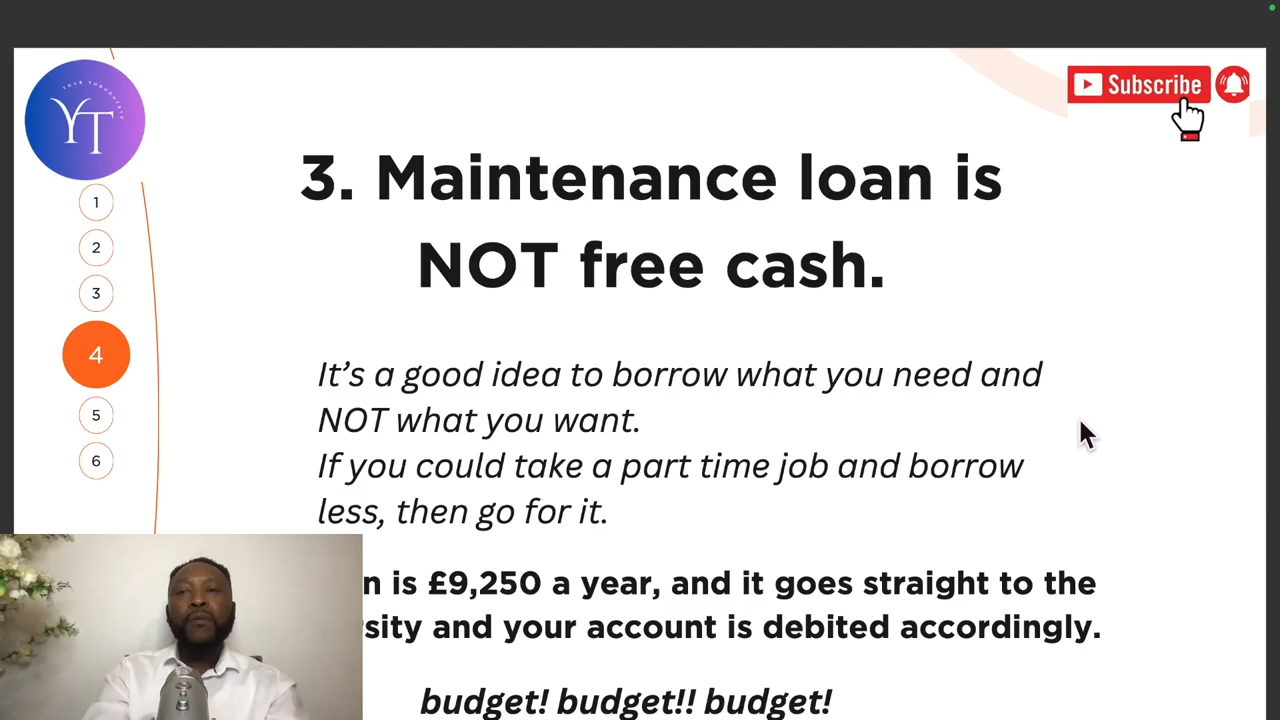 YOUR THOUGHTS TV
YT
Subscribe
1
2
3
4
5
6
3. Maintenance loan is
NOT free cash.
It's a good idea to borrow what you need and
NOT what you want.
If you could take a part time job and borrow
less, then go for it.
is £9,250 a year, and it goes straight to the
and your account is debited accordingly.
budget! budget!! budget!